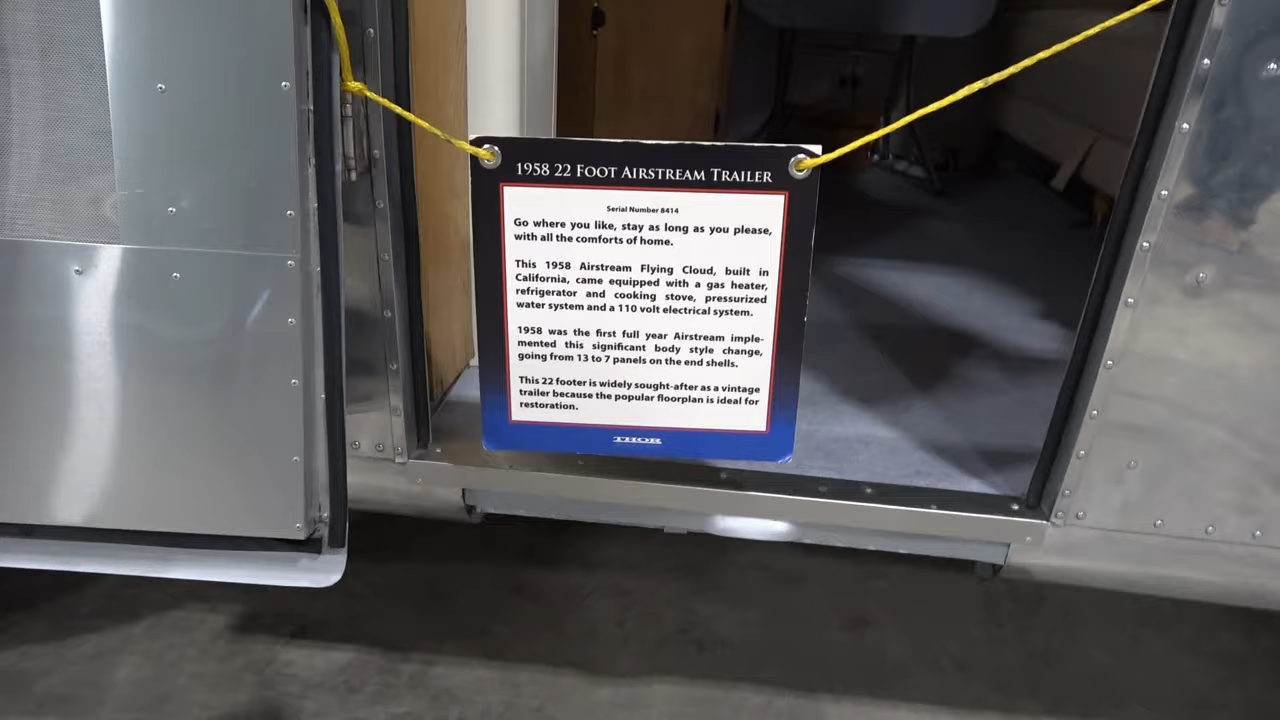 1958 22 Foot Airstream Trailer
Serial Number 8414
Go where you like, stay as long as you please,
with all the comforts of home.
This 1958 Airstream Flying Cloud, built in
California, came equipped with a gas heater,
refrigerator and cooking stove, pressurized
water system and a 110 volt electrical system.
1958 was the first full year Airstream imple-
mented this significant body style change,
going from 13 to 7 panels on the end shells.
This 22 footer is widely sought-after as a vintage
trailer because the popular floorplan is ideal for
restoration.
THOR